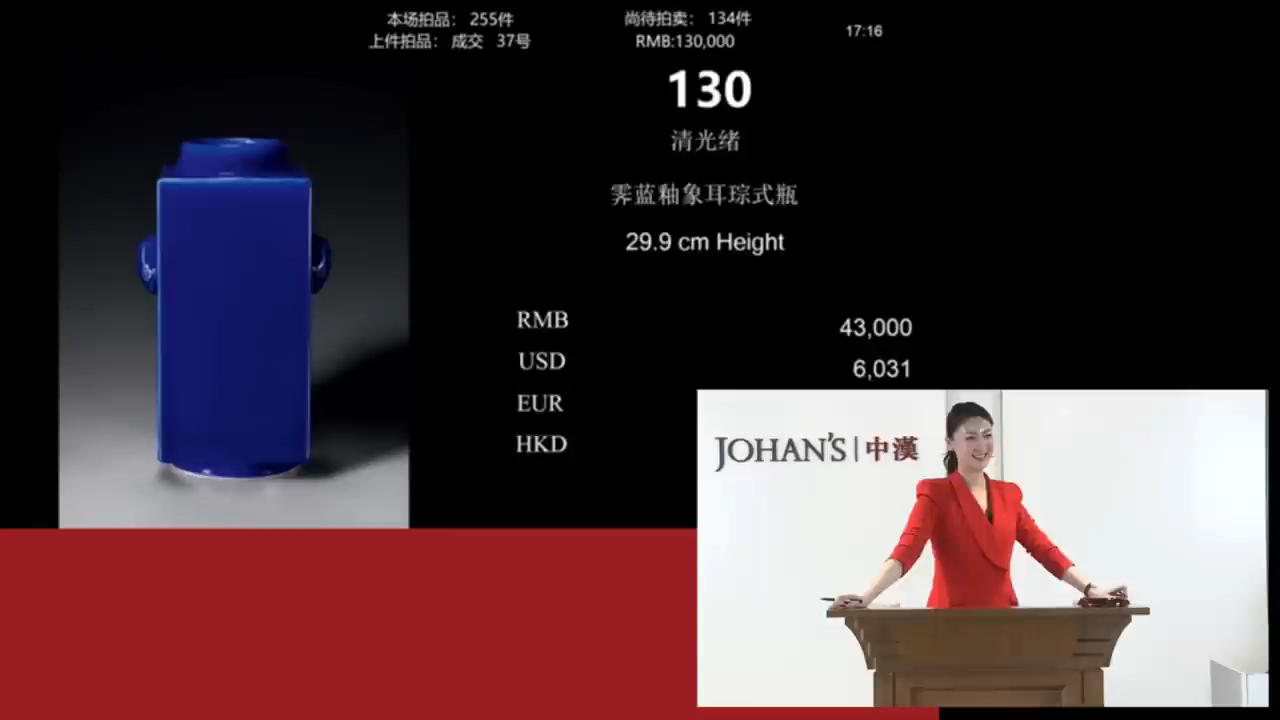 本场拍品： 255件
尚待拍卖： 134件
上件拍品： 成交 37号
RMB:130,000
17:16
130
清光绪
霁蓝釉象耳琮式瓶
29.9 cm Height
RMB 43,000
USD 6,031
EUR
HKD
JOHAN'S | 中漢